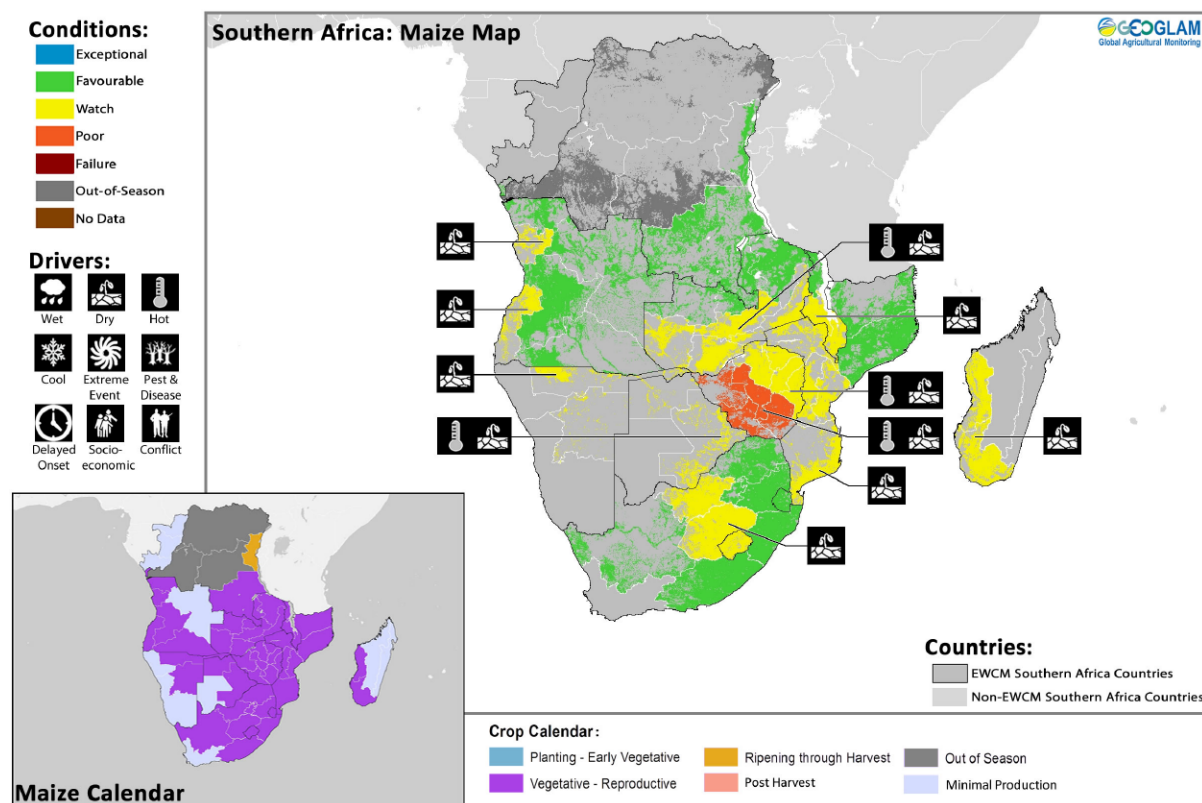 Conditions:
Exceptional
Favourable
Watch
Poor
Failure
Out-of-Season
No Data
Drivers:
Wet
Dry
Hot
Cool
Extreme
Event
Pest &
Disease
Delayed
Onset
Socio-
economic
Conflict
Southern Africa: Maize Map
GEOGLAM
Global Agricultural Monitoring
Countries:
EWCM Southern Africa Countries
Non-EWCM Southern Africa Countries
Maize Calendar
Crop Calendar:
Planting - Early Vegetative
Vegetative - Reproductive
Ripening through Harvest
Post Harvest
Out of Season
Minimal Production